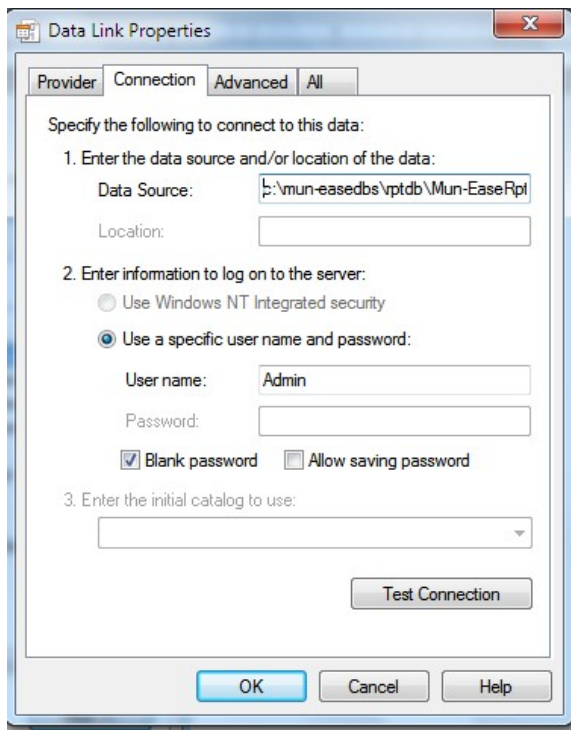 Data Link Properties
Provider Connection Advanced All
Specify the following to connect to this data:
1. Enter the data source and/or location of the data:
Data Source: c:\mun-easedbs\rptdb\Mun-EaseRpt
Location:
2. Enter information to log on to the server:
Use Windows NT Integrated security
Use a specific user name and password:
User name: Admin
Password:
Blank password Allow saving password
3. Enter the initial catalog to use:
Test Connection
OK Cancel Help